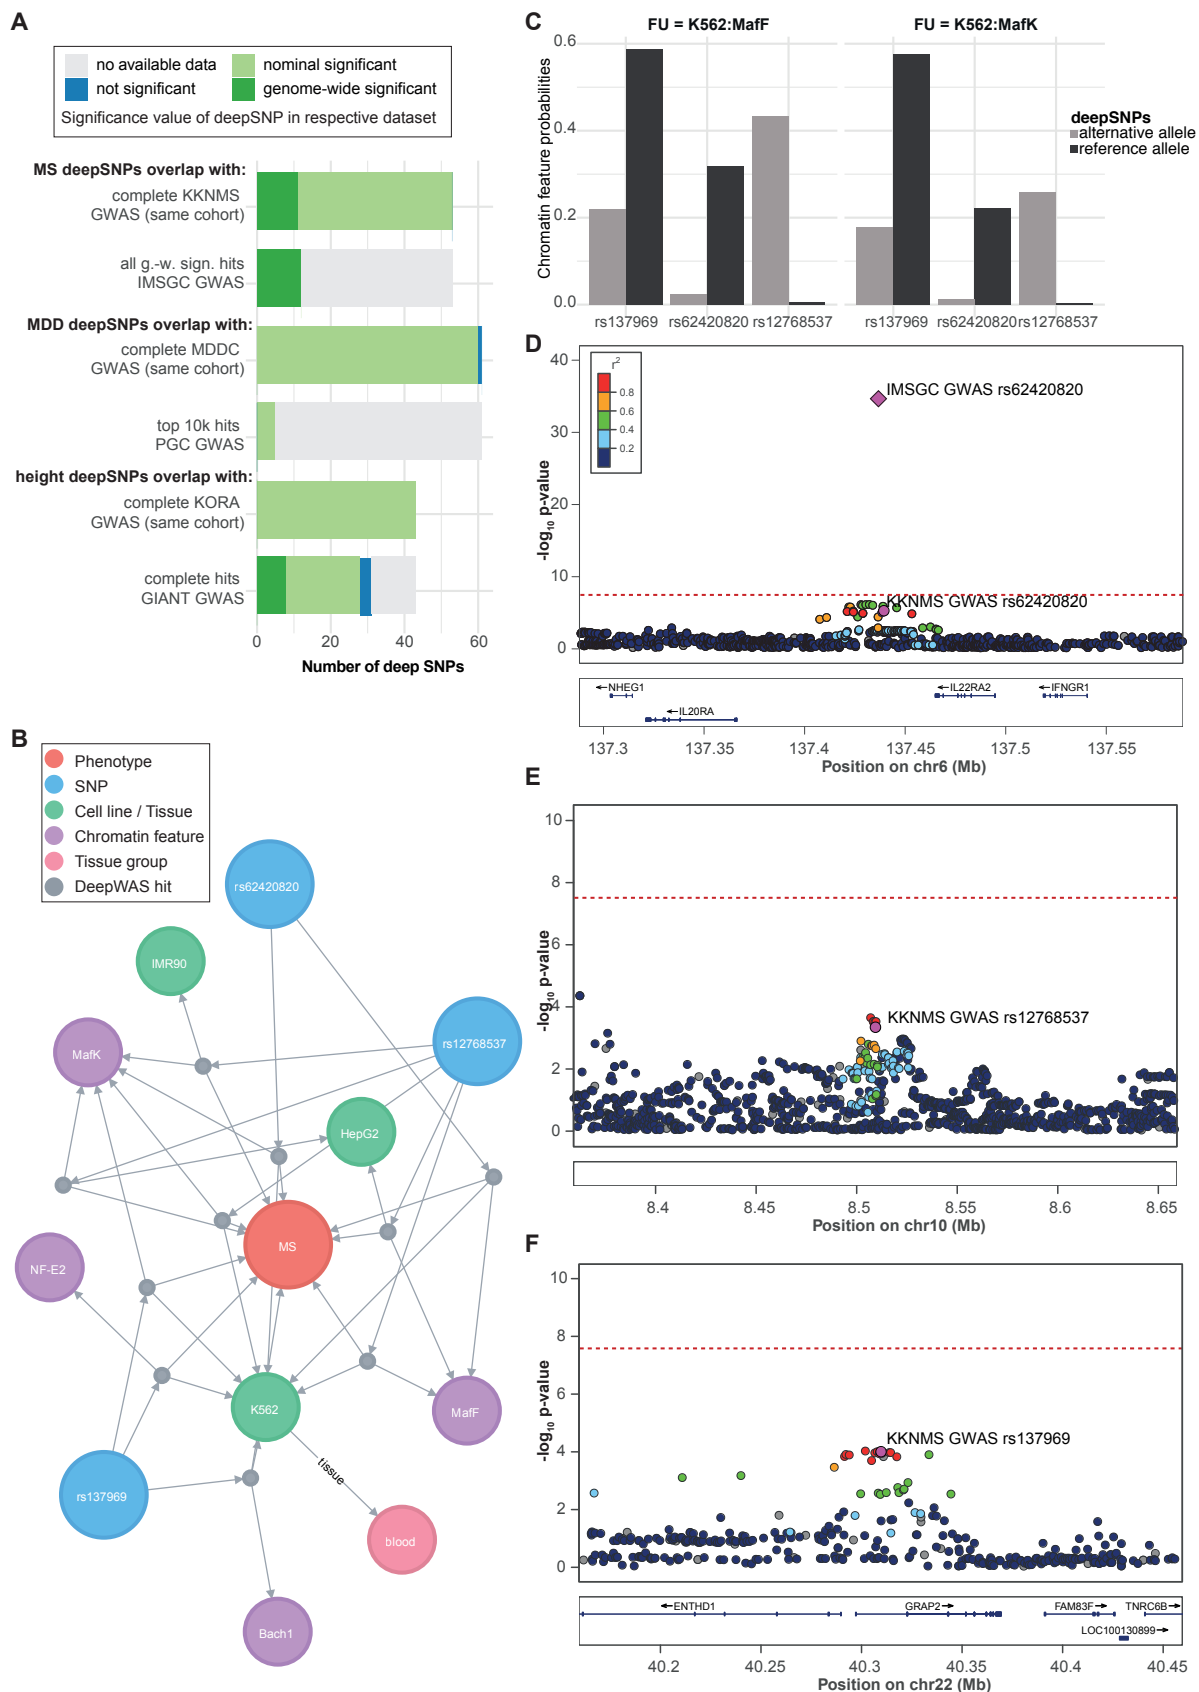 A
no available data
nominal significant
not significant
genome-wide significant
Significance value of deepSNP in respective dataset
MS deepSNPs overlap with:
complete KKNMS
GWAS (same cohort)
all g.-w. sign. hits
IMSGC GWAS
MDD deepSNPs overlap with:
complete MDDC
GWAS (same cohort)
top 10k hits
PGC GWAS
height deepSNPs overlap with:
complete KORA
GWAS (same cohort)
complete hits
GIANT GWAS
0 20 40 60
Number of deep SNPs
B
Phenotype
SNP
Cell line / Tissue
Chromatin feature
Tissue group
DeepWAS hit
rs62420820
IMR90
rs12768537
MafK
HepG2
MS
NF-E2
K562
MafF
tissue
rs137969
blood
Bach1
C
FU = K562:MafF
FU = K562:MafK
Chromatin feature probabilities
0.6
0.4
0.2
0.0
rs137969 rs62420820 rs12768537
rs137969 rs62420820 rs12768537
deepSNPs
alternative allele
reference allele
D
-log10 p-value
40
30
20
10
0
r2
0.8
0.6
0.4
0.2
IMSGC GWAS rs62420820
KKNMS GWAS rs62420820
←NHEG1
←IL20RA
←IL22RA2
←IFNGR1
137.3 137.35 137.4 137.45 137.5 137.55
Position on chr6 (Mb)
E
-log10 p-value
10
8
6
4
2
0
KKNMS GWAS rs12768537
8.4 8.45 8.5 8.55 8.6 8.65
Position on chr10 (Mb)
F
-log10 p-value
10
8
6
4
2
0
KKNMS GWAS rs137969
←ENTHD1
GRAP2→
FAM83F→
TNRC6B→
LOC100130899→
40.2 40.25 40.3 40.35 40.4 40.45
Position on chr22 (Mb)